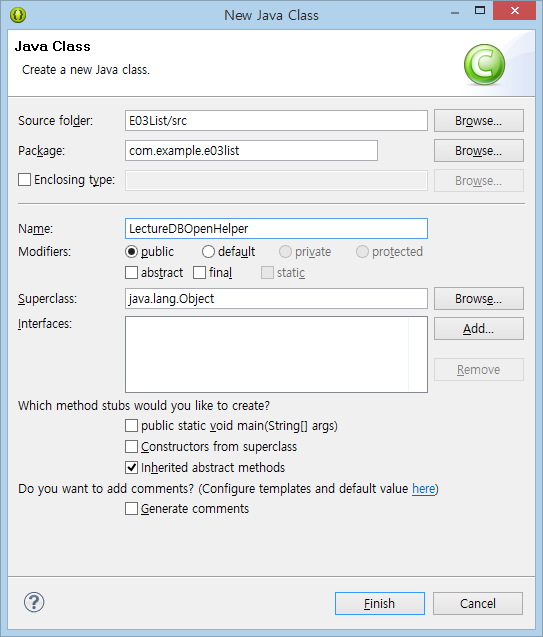 New Java Class
Java Class
Create a new Java class.
Source folder: E03List/src Browse...
Package: com.example.e03list Browse...
Enclosing type: Browse...
Name: LectureDBOpenHelper
Modifiers: public default private protected
abstract final static
Superclass: java.lang.Object Browse...
Interfaces: Add...
Remove
Which method stubs would you like to create?
public static void main(String[] args)
Constructors from superclass
Inherited abstract methods
Do you want to add comments? (Configure templates and default value here)
Generate comments
Finish Cancel